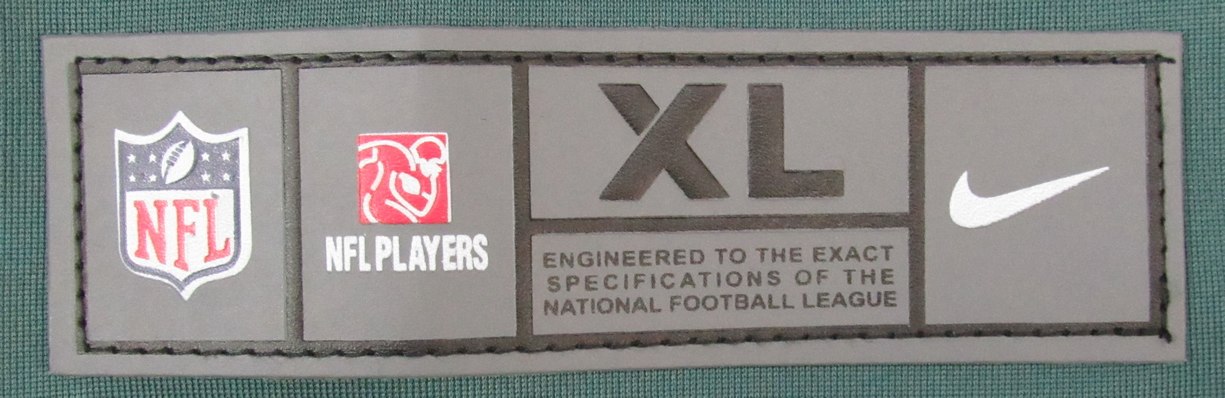 NFL
NFL PLAYERS
XL
ENGINEERED TO THE EXACT
SPECIFICATIONS OF THE
NATIONAL FOOTBALL LEAGUE